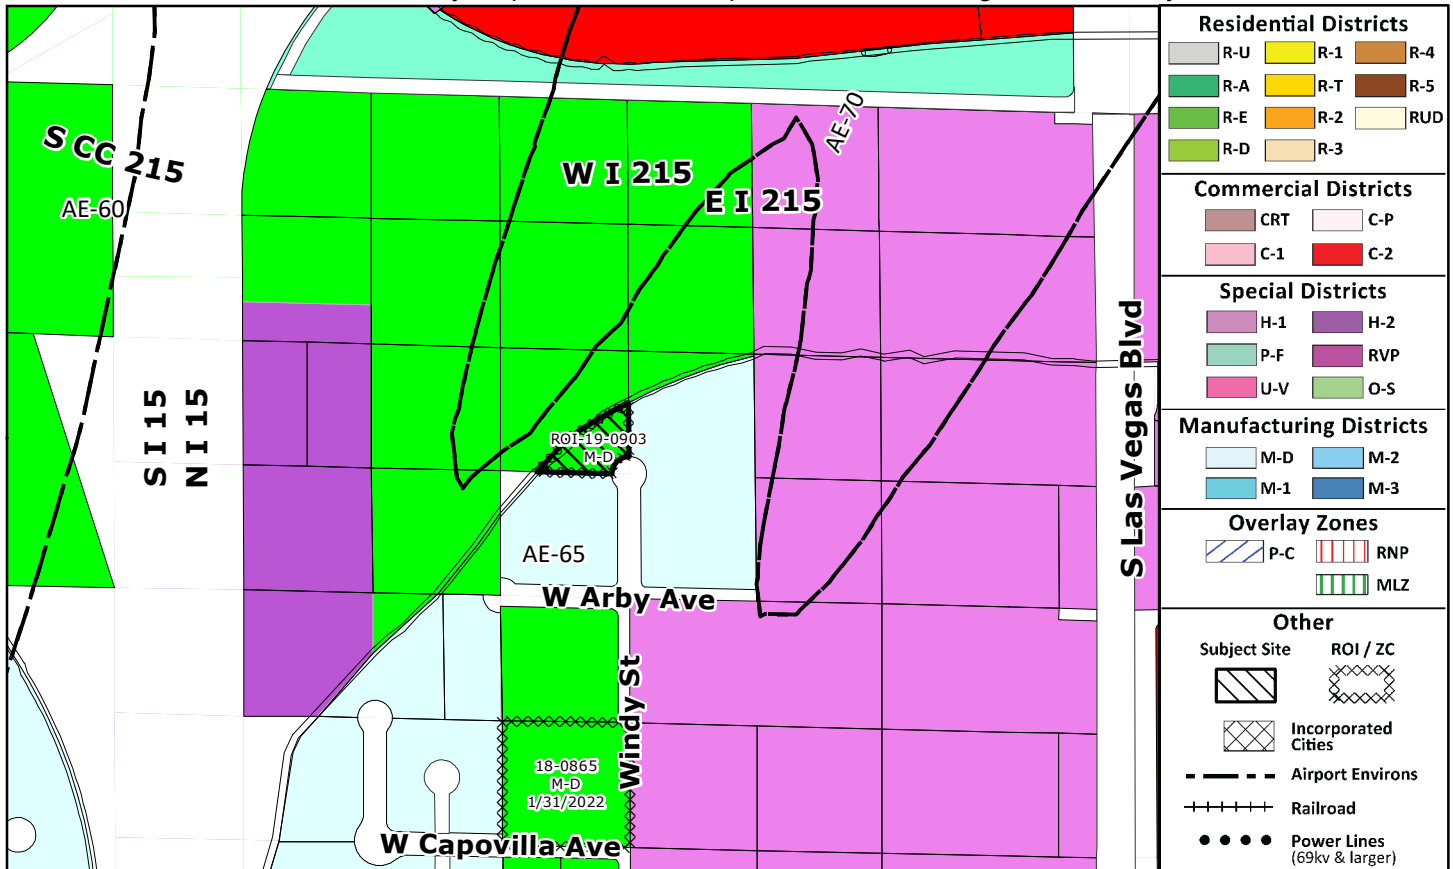 S CC 215
AE-60
W I 215
E I 215
AE-70
S I 15
N I 15
ROI-19-0903
M-D
AE-65
W Arby Ave
Windy St
18-0865
M-D
1/31/2022
W Capovilla Ave
S Las Vegas Blvd
Residential Districts
R-U R-1 R-4
R-A R-T R-5
R-E R-2 RUD
R-D R-3
Commercial Districts
CRT C-P
C-1 C-2
Special Districts
H-1 H-2
P-F RVP
U-V O-S
Manufacturing Districts
M-D M-2
M-1 M-3
Overlay Zones
P-C RNP
MLZ
Other
Subject Site ROI / ZC
Incorporated
Cities
Airport Environs
Railroad
Power Lines
(69kv & larger)